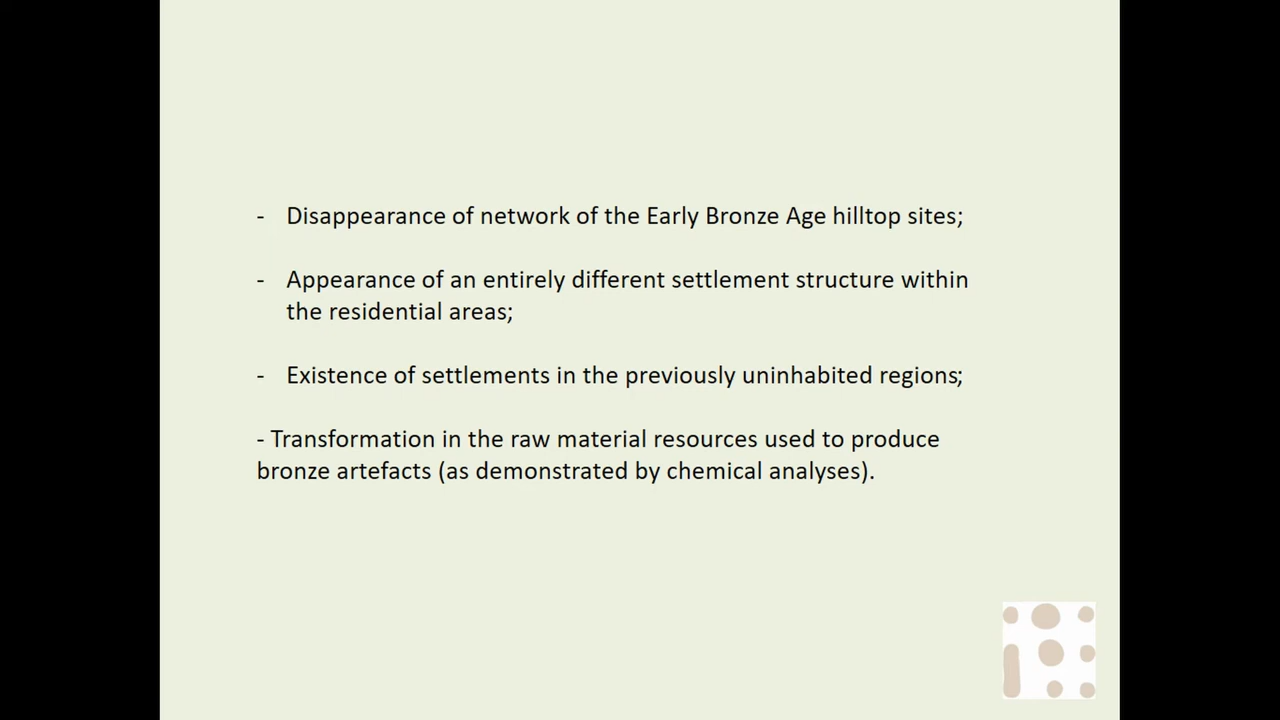 - Disappearance of network of the Early Bronze Age hilltop sites;
- Appearance of an entirely different settlement structure within
the residential areas;
- Existence of settlements in the previously uninhabited regions;
- Transformation in the raw material resources used to produce
bronze artefacts (as demonstrated by chemical analyses).